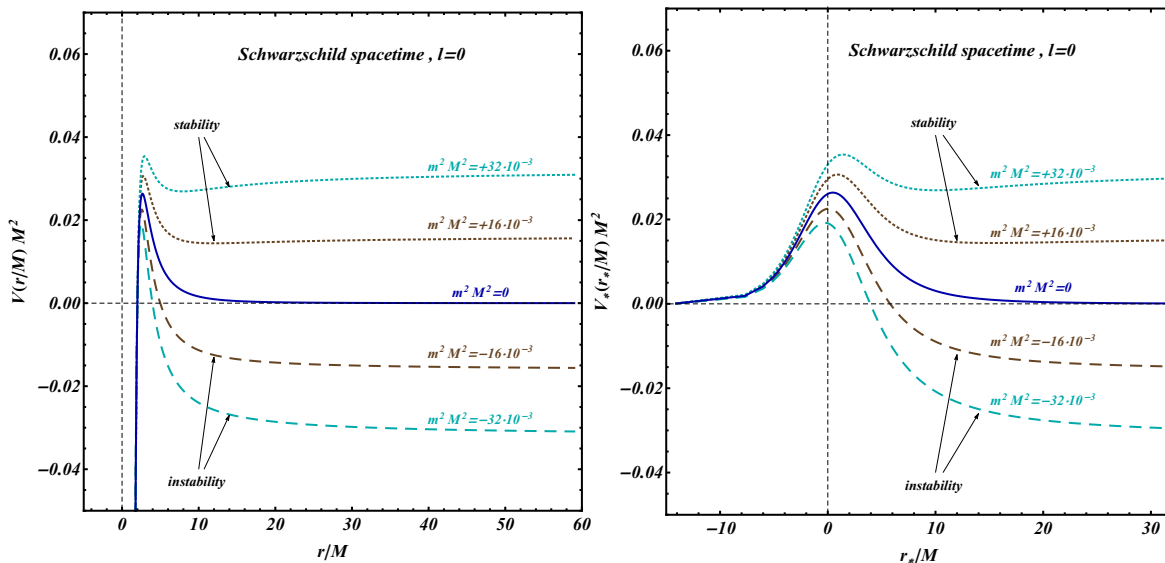 Schwarzschild spacetime , l=0
stability
m² M²=+32·10⁻³
m² M²=+16·10⁻³
m² M²=0
m² M²=−16·10⁻³
m² M²=−32·10⁻³
instability
0.06
0.04
0.02
0.00
−0.02
−0.04
V(r/M) M²
0 10 20 30 40 50 60
r/M
Schwarzschild spacetime , l=0
stability
m² M²=+32·10⁻³
m² M²=+16·10⁻³
m² M²=0
m² M²=−16·10⁻³
m² M²=−32·10⁻³
instability
0.06
0.04
0.02
0.00
−0.02
−0.04
V*(r*/M) M²
−10 0 10 20 30
r*/M